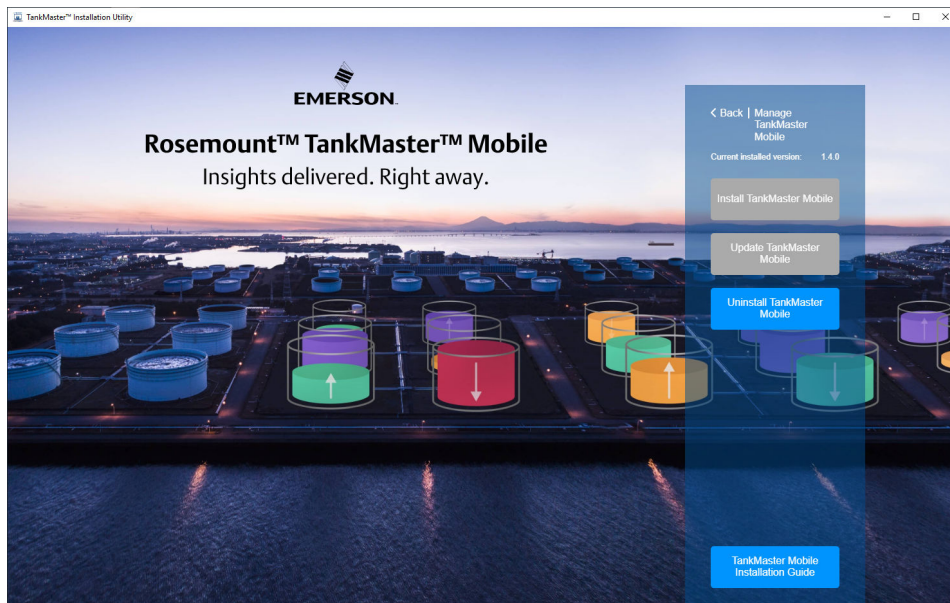 TankMaster™ Installation Utility
EMERSON
Rosemount™ TankMaster™ Mobile
Insights delivered. Right away.
Back | Manage
TankMaster
Mobile
Current installed version: 1.4.0
Install TankMaster Mobile
Update TankMaster
Mobile
Uninstall TankMaster
Mobile
TankMaster Mobile
Installation Guide